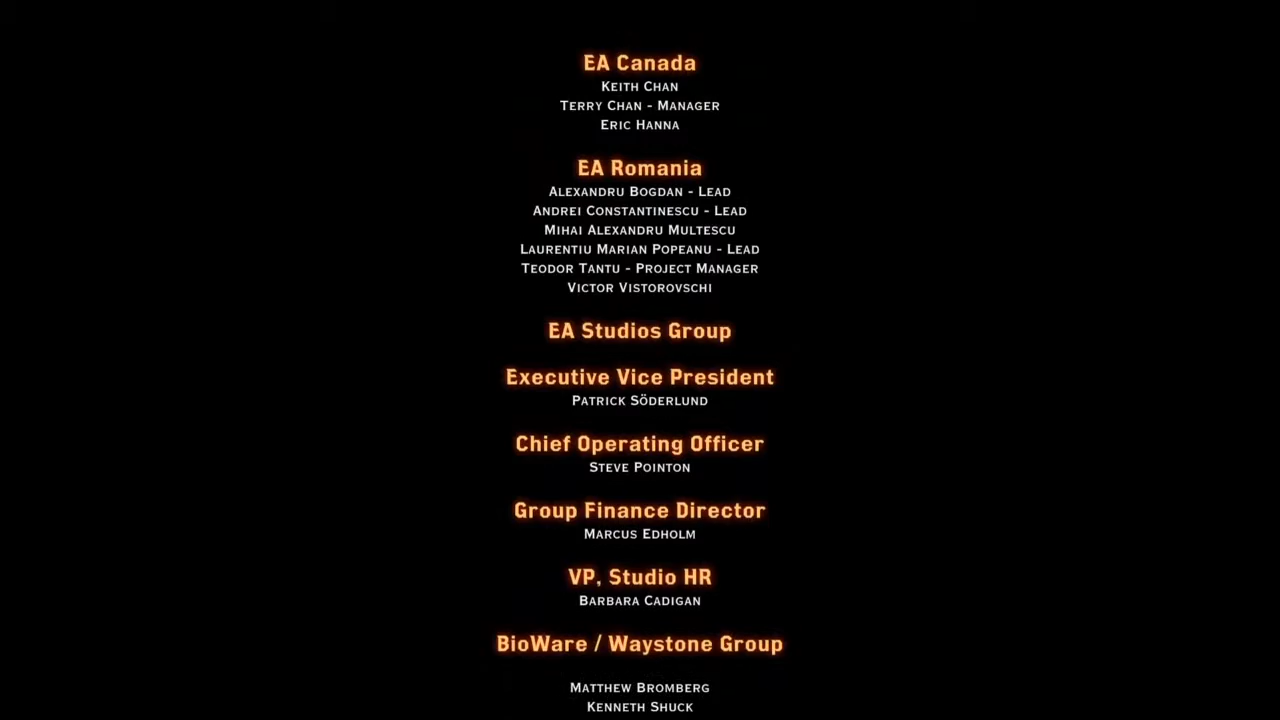 EA Canada
Keith Chan
Terry Chan - Manager
Eric Hanna
EA Romania
Alexandru Bogdan - Lead
Andrei Constantinescu - Lead
Mihai Alexandru Multescu
Laurentiu Marian Popeanu - Lead
Teodor Tantu - Project Manager
Victor Vistorovschi
EA Studios Group
Executive Vice President
Patrick Söderlund
Chief Operating Officer
Steve Pointon
Group Finance Director
Marcus Edholm
VP, Studio HR
Barbara Cadigan
BioWare / Waystone Group
Matthew Bromberg
Kenneth Shuck